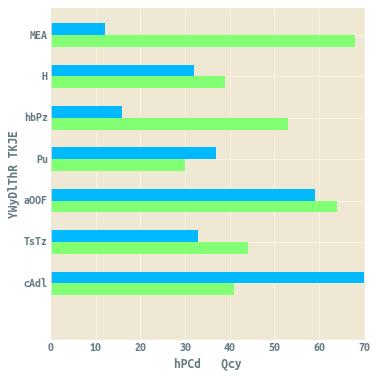 MEA
H
hbPz
Pu
aOOF
TsTz
cAdl
YWyDlThR TKJE
0 10 20 30 40 50 60 70
hPCd Qcy